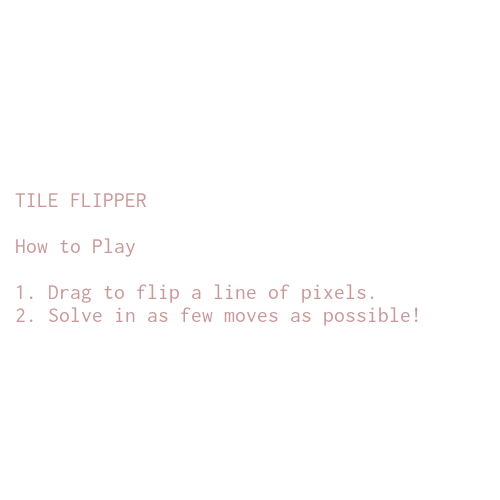 TILE FLIPPER
How to Play
1. Drag to flip a line of pixels.
2. Solve in as few moves as possible!